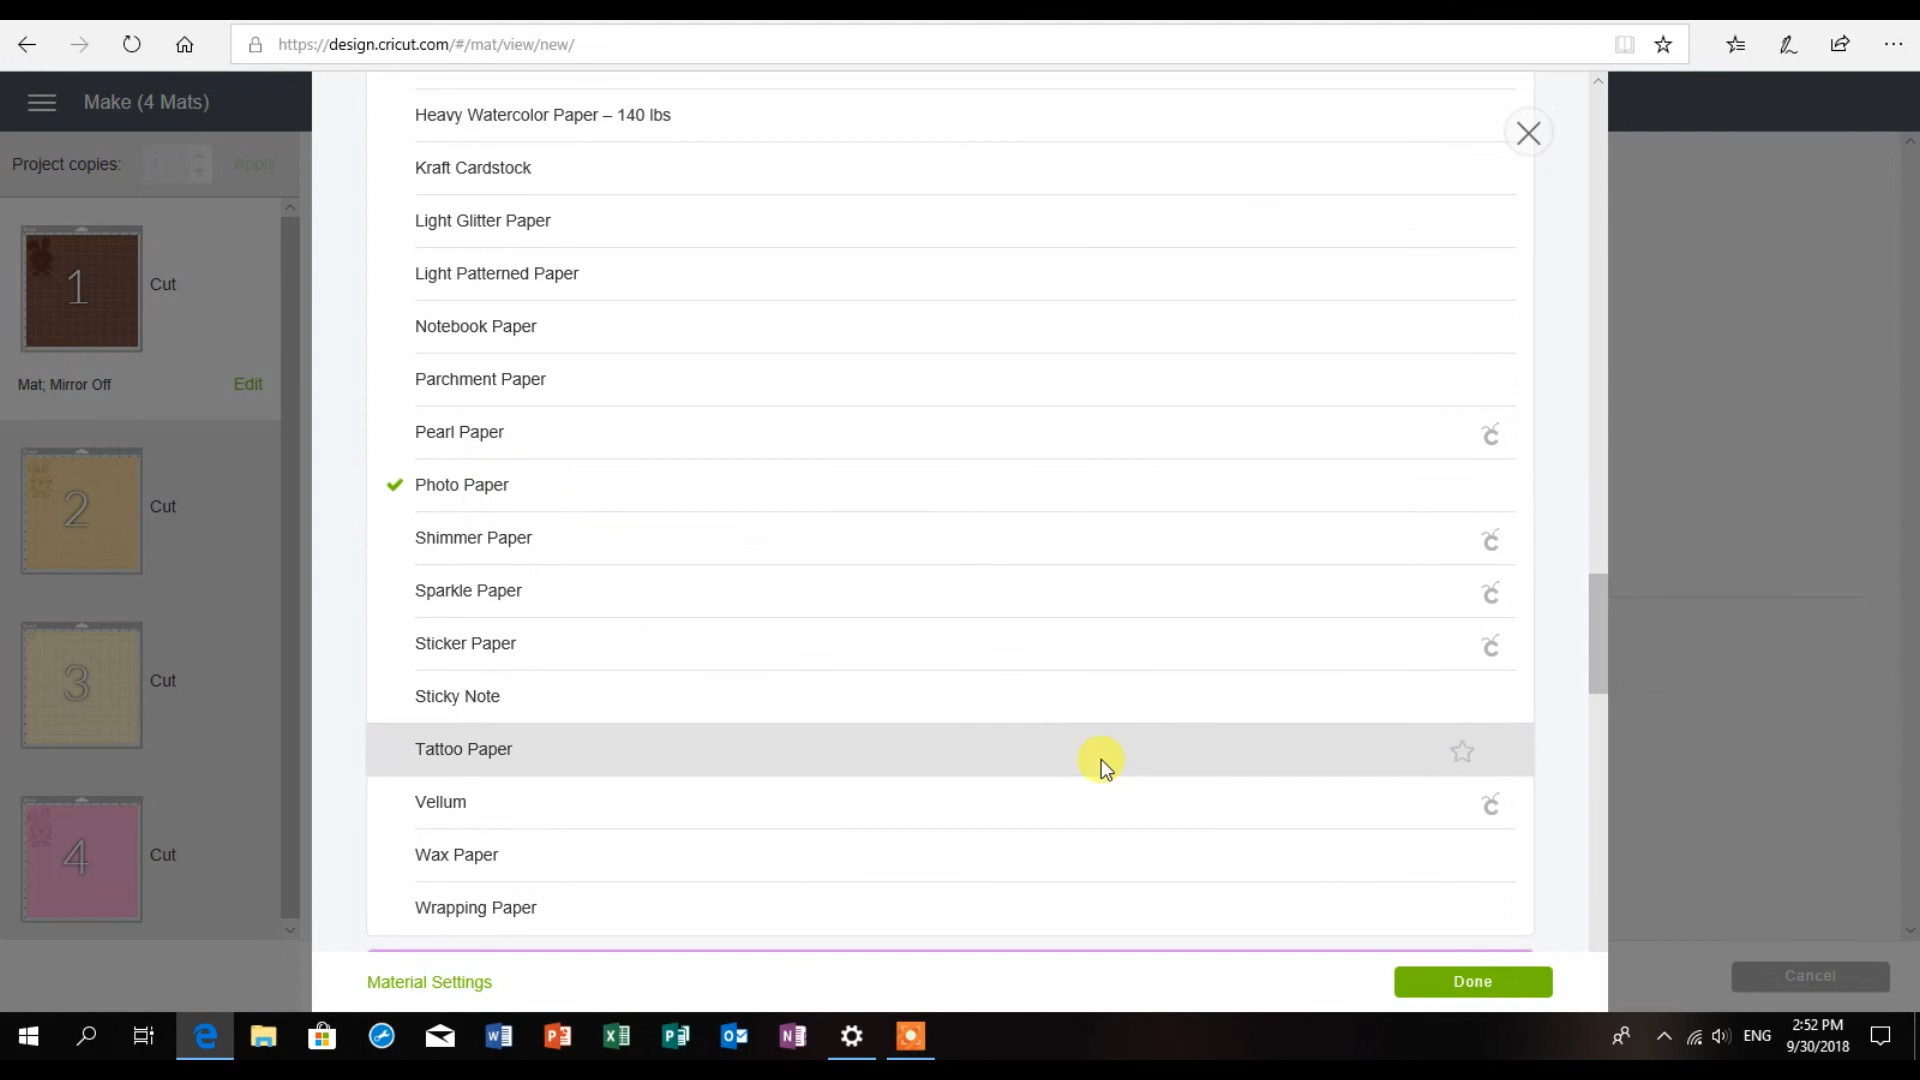 https://design.cricut.com/#/mat/view/new/
Make (4 Mats)
Project copies:
Apply
1
Cut
Mat; Mirror Off
Edit
2
Cut
3
Cut
4
Cut
Heavy Watercolor Paper – 140 lbs
Kraft Cardstock
Light Glitter Paper
Light Patterned Paper
Notebook Paper
Parchment Paper
Pearl Paper
Photo Paper
Shimmer Paper
Sparkle Paper
Sticker Paper
Sticky Note
Tattoo Paper
Vellum
Wax Paper
Wrapping Paper
Material Settings
Done
Cancel
ENG
2:52 PM
9/30/2018